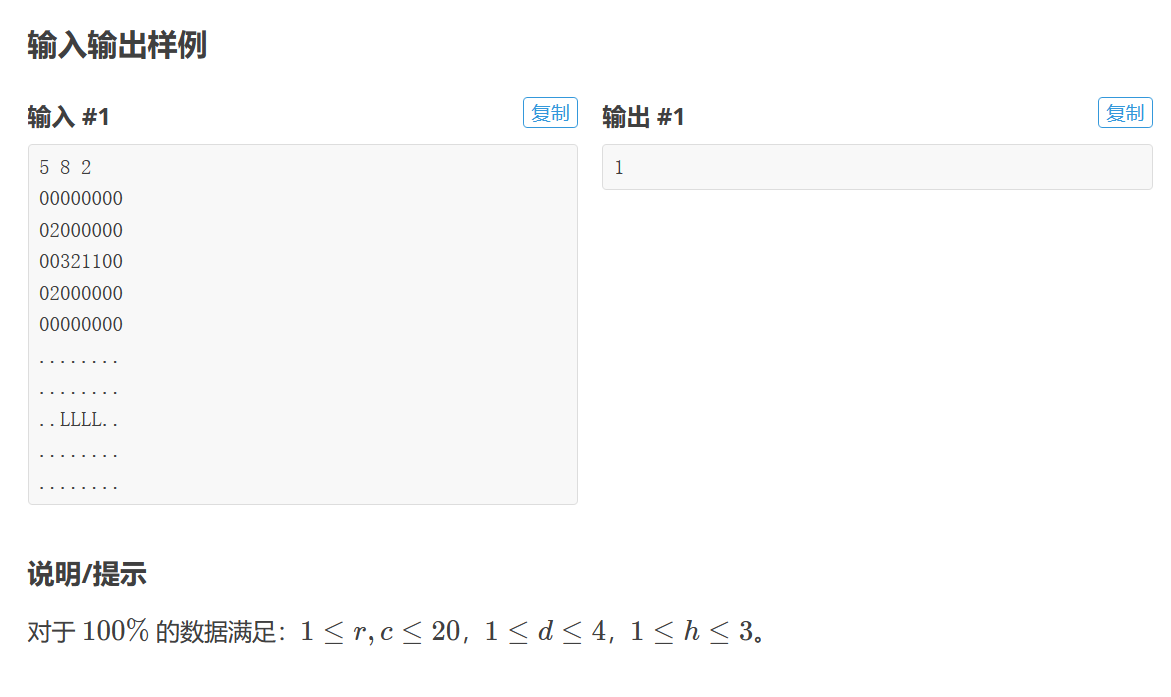 输入输出样例
输入 #1
复制
输出 #1
复制
5 8 2
00000000
02000000
00321100
02000000
00000000
........
........
..LLLL..
........
........
1
说明/提示
对于 100% 的数据满足：1 ≤ r, c ≤ 20，1 ≤ d ≤ 4，1 ≤ h ≤ 3。